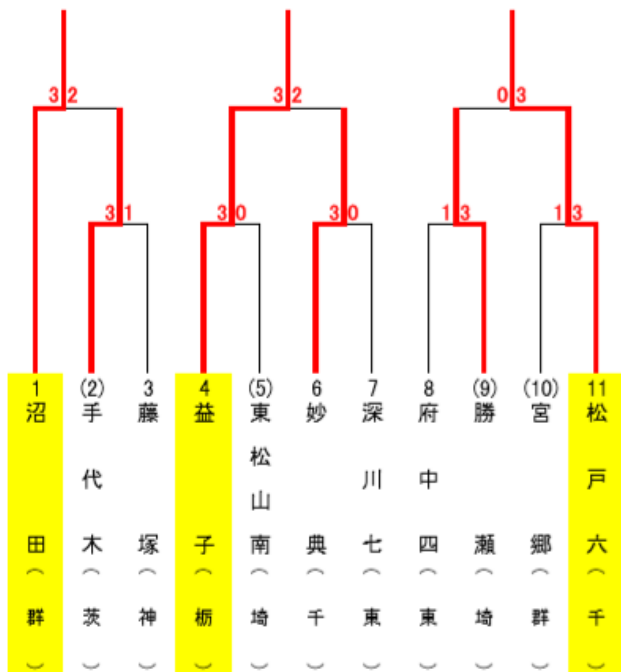 3 2
3 2
0 3
3 1
3 0
3 0
1 3
1 3
1 沼田(群)
(2) 手代木(茨)
3 藤塚(神)
4 益子(栃)
(5) 東松山南(埼)
6 妙典(千)
7 深川七(東)
8 府中四(東)
(9) 勝瀬(埼)
(10) 宮郷(群)
11 松戸六(千)